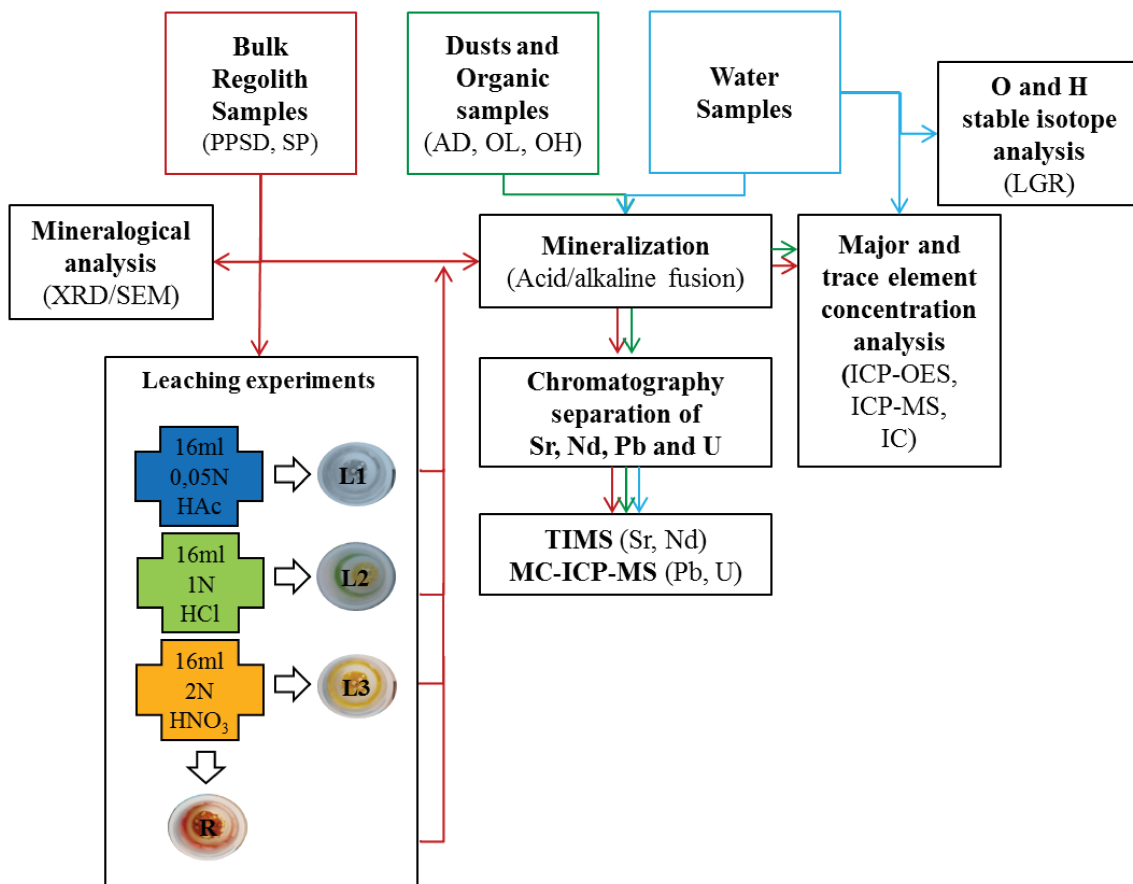 Bulk
Regolith
Samples
(PPSD, SP)
Dusts and
Organic
samples
(AD, OL, OH)
Water
Samples
O and H
stable isotope
analysis
(LGR)
Mineralogical
analysis
(XRD/SEM)
Mineralization
(Acid/alkaline fusion)
Major and
trace element
concentration
analysis
(ICP-OES,
ICP-MS,
IC)
Leaching experiments
16ml
0,05N
HAc
L1
16ml
1N
HCl
L2
16ml
2N
HNO₃
L3
R
Chromatography
separation of
Sr, Nd, Pb and U
TIMS (Sr, Nd)
MC-ICP-MS (Pb, U)